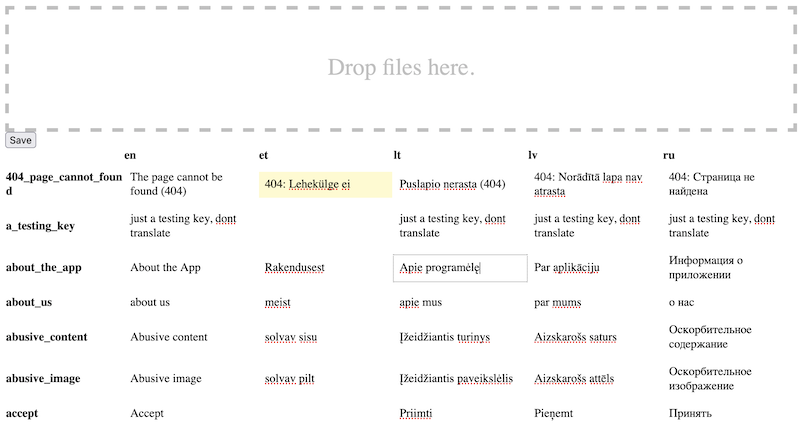 Drop files here.
Save
en et lt lv ru
404_page_cannot_foun
d
The page cannot be
found (404)
404: Lehekülge ei
Puslapio nerasta (404)
404: Norādītā lapa nav
atrasta
404: Страница не
найдена
a_testing_key
just a testing key, dont
translate
just a testing key, dont
translate
just a testing key, dont
translate
just a testing key, dont
translate
about_the_app
About the App
Rakendusest
Apie programėlę
Par aplikāciju
Информация о
приложении
about_us
about us
meist
apie mus
par mums
о нас
abusive_content
Abusive content
solvav sisu
Įžeidžiantis turinys
Aizskarošs saturs
Оскорбительное
содержание
abusive_image
Abusive image
solvav pilt
Įžeidžiantis paveikslėlis
Aizskarošs attēls
Оскорбительное
изображение
accept
Accept
Priimti
Pieņemt
Принять